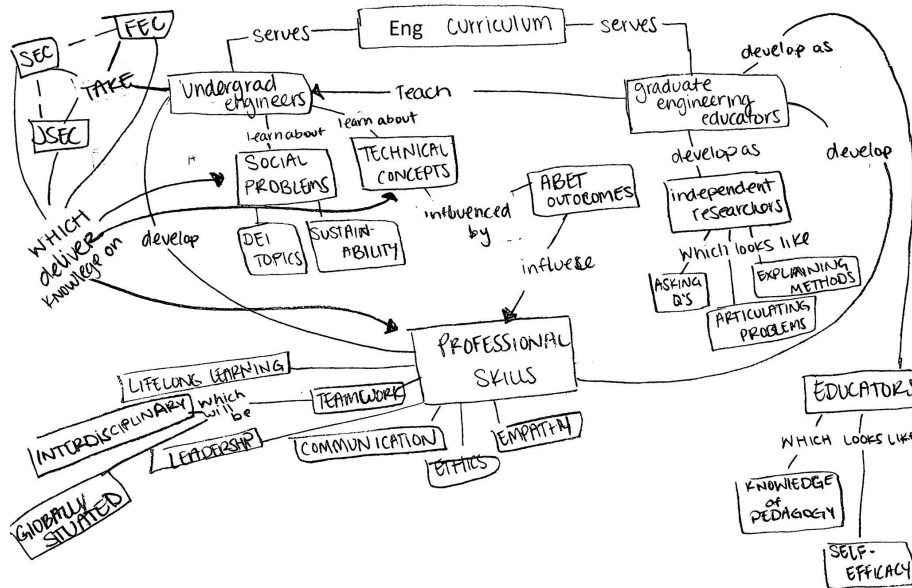 FEC
SEC
TAKE
JSEC
WHICH
deliver
knowledge on
serves
Eng curriculum
serves
undergrad
engineers
Teach
graduate
engineering
educators
develop as
develop
learn about
learn about
SOCIAL
PROBLEMS
TECHNICAL
CONCEPTS
DEI
TOPICS
SUSTAIN-
ABILITY
develop
influenced
by
ABET
OUTCOMES
influese
develop as
independent
researchors
Which looks like
ASKING
Q'S
EXPLAINING
METHODS
ARTICULATING
PROBLEMS
PROFESSIONAL
SKILLS
LIFELONG LEARNING
TEAMWORK
which
will be
INTERDISCIPLINARY
GLOBALLY
SITUATED
LEADERSHIP
COMMUNICATION
ETHICS
EMPATHY
EDUCATORS
WHICH LOOKS LIKE
KNOWLEDGE
of
PEDAGOGY
SELF-
EFFICACY